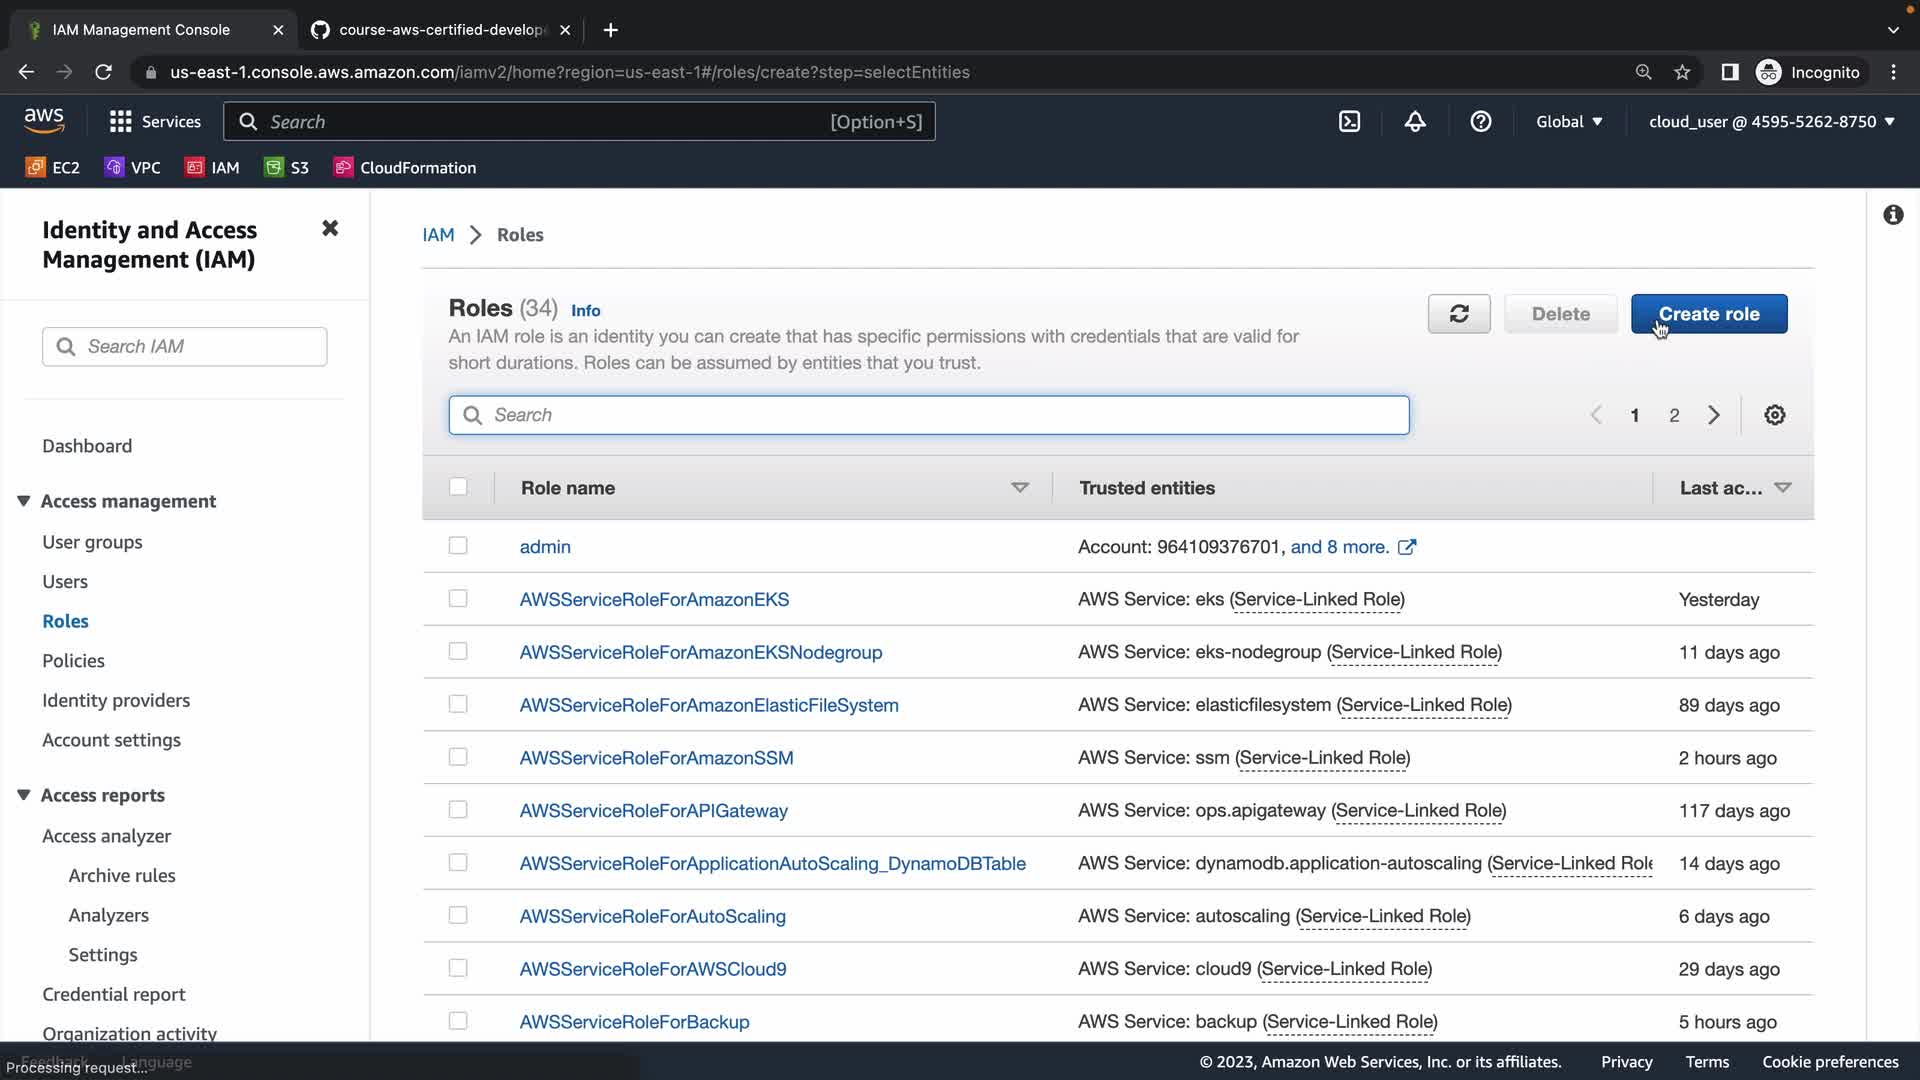 IAM Management Console
course-aws-certified-develop
us-east-1.console.aws.amazon.com/iamv2/home?region=us-east-1#/roles/create?step=selectEntities
Incognito
aws
Services
Search
[Option+S]
Global
cloud_user @ 4595-5262-8750
EC2
VPC
IAM
S3
CloudFormation
Identity and Access
Management (IAM)
Search IAM
Dashboard
Access management
User groups
Users
Roles
Policies
Identity providers
Account settings
Access reports
Access analyzer
Archive rules
Analyzers
Settings
Credential report
Organization activity
IAM > Roles
Roles (34) Info
An IAM role is an identity you can create that has specific permissions with credentials that are valid for
short durations. Roles can be assumed by entities that you trust.
Delete
Create role
Search
1 2
Role name Trusted entities Last ac...
admin Account: 964109376701, and 8 more.
AWSServiceRoleForAmazonEKS AWS Service: eks (Service-Linked Role) Yesterday
AWSServiceRoleForAmazonEKSNodegroup AWS Service: eks-nodegroup (Service-Linked Role) 11 days ago
AWSServiceRoleForAmazonElasticFileSystem AWS Service: elasticfilesystem (Service-Linked Role) 89 days ago
AWSServiceRoleForAmazonSSM AWS Service: ssm (Service-Linked Role) 2 hours ago
AWSServiceRoleForAPIGateway AWS Service: ops.apigateway (Service-Linked Role) 117 days ago
AWSServiceRoleForApplicationAutoScaling_DynamoDBTable AWS Service: dynamodb.application-autoscaling (Service-Linked Role 14 days ago
AWSServiceRoleForAutoScaling AWS Service: autoscaling (Service-Linked Role) 6 days ago
AWSServiceRoleForAWSCloud9 AWS Service: cloud9 (Service-Linked Role) 29 days ago
AWSServiceRoleForBackup AWS Service: backup (Service-Linked Role) 5 hours ago
Feedback Language
Processing request...
© 2023, Amazon Web Services, Inc. or its affiliates. Privacy Terms Cookie preferences